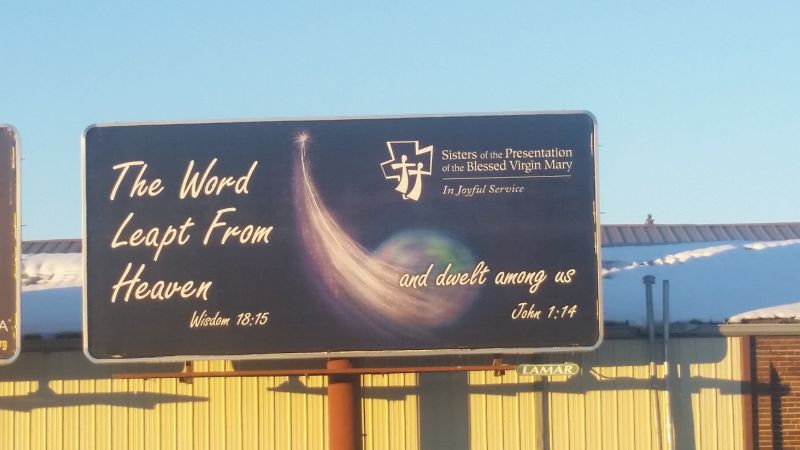 The Word
Leapt From
Heaven
Wisdom 18:15
Sisters of the Presentation
of the Blessed Virgin Mary
In Joyful Service
and dwelt among us
John 1:14
LAMAR
A
rg